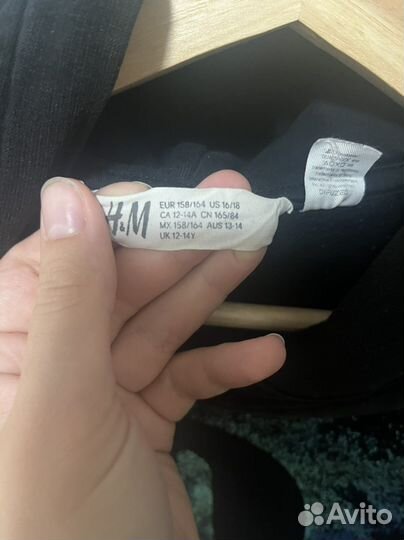 H&M
EUR 158/164 US 16/18
CA 12-14A CN 165/84
MX 158/164 AUS 13-14
UK 12-14Y
Avito